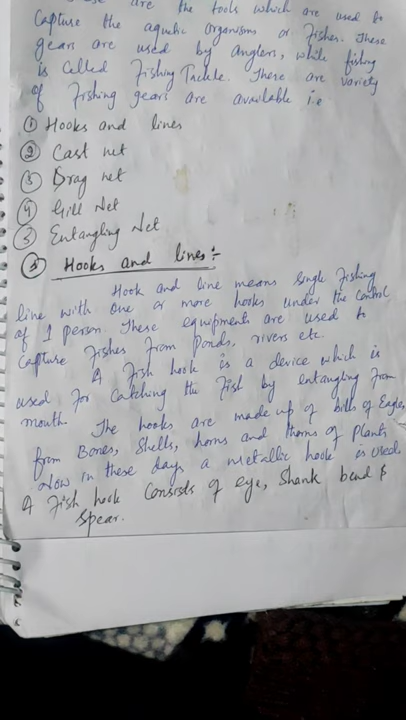 These are the tools which are used to
Capture the aquatic organisms or Fishes. These
gears are used by anglers, while fishing
is Called Fishing Tackle. There are variety
of Fishing gears are available i.e
① Hooks and lines
② Cast net
③ Drag net
④ Gill Net
⑤ Entangling Net
⑤ Hooks and lines:-
Hook and line means single Fishing
line with one or more hooks under the Control
of 1 person. These equipments are used to
Capture Fishes From Ponds, rivers etc.
A Fish hook is a device which is
used For Catching the Fish by entangling From
mouth.
The hooks are made up of bills of Eagle,
from Bones, Shells, horns and thorns of Plants
Now in these days a metallic hook is used.
A Fish hook Consists of eye, Shank bend &
Spear.